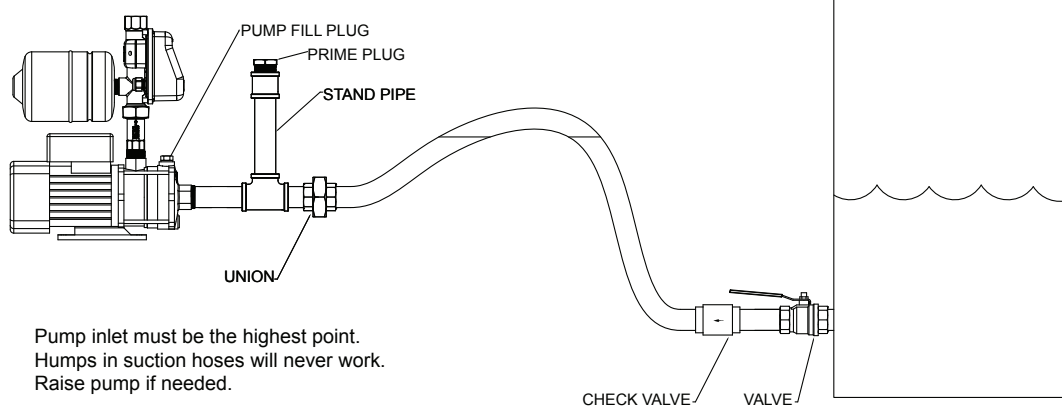 PUMP FILL PLUG
PRIME PLUG
STAND PIPE
UNION
Pump inlet must be the highest point.
Humps in suction hoses will never work.
Raise pump if needed.
CHECK VALVE
VALVE